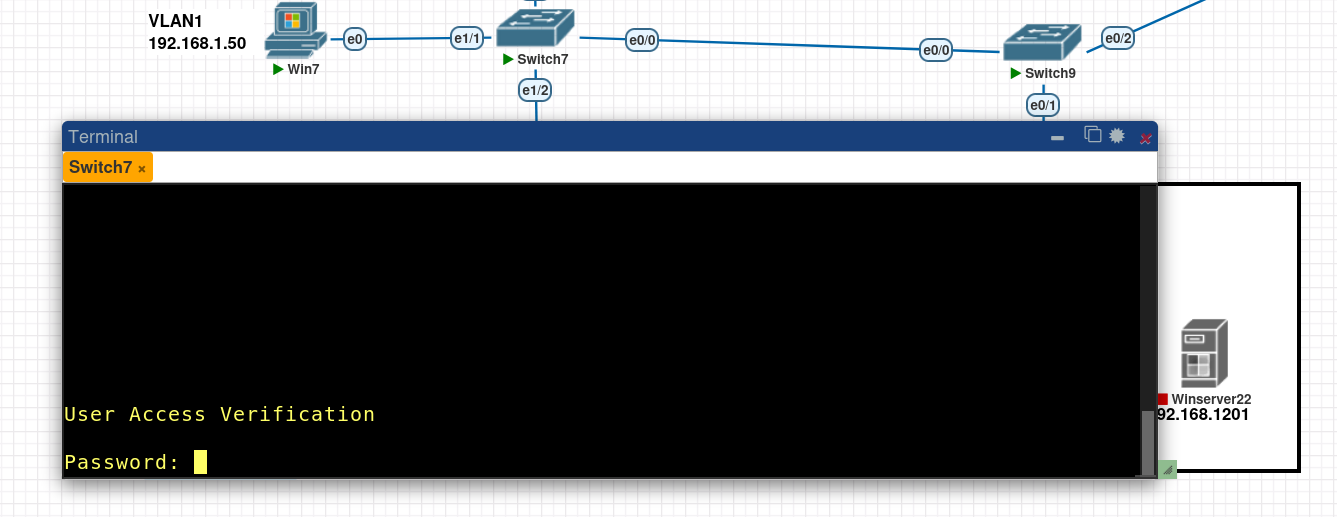 VLAN1
192.168.1.50
e0
e1/1
e0/0
e0/0
e0/2
Win7
Switch7
Switch9
e1/2
e0/1
Terminal
Switch7 ×
User Access Verification
Password:
Winserver22
92.168.1201